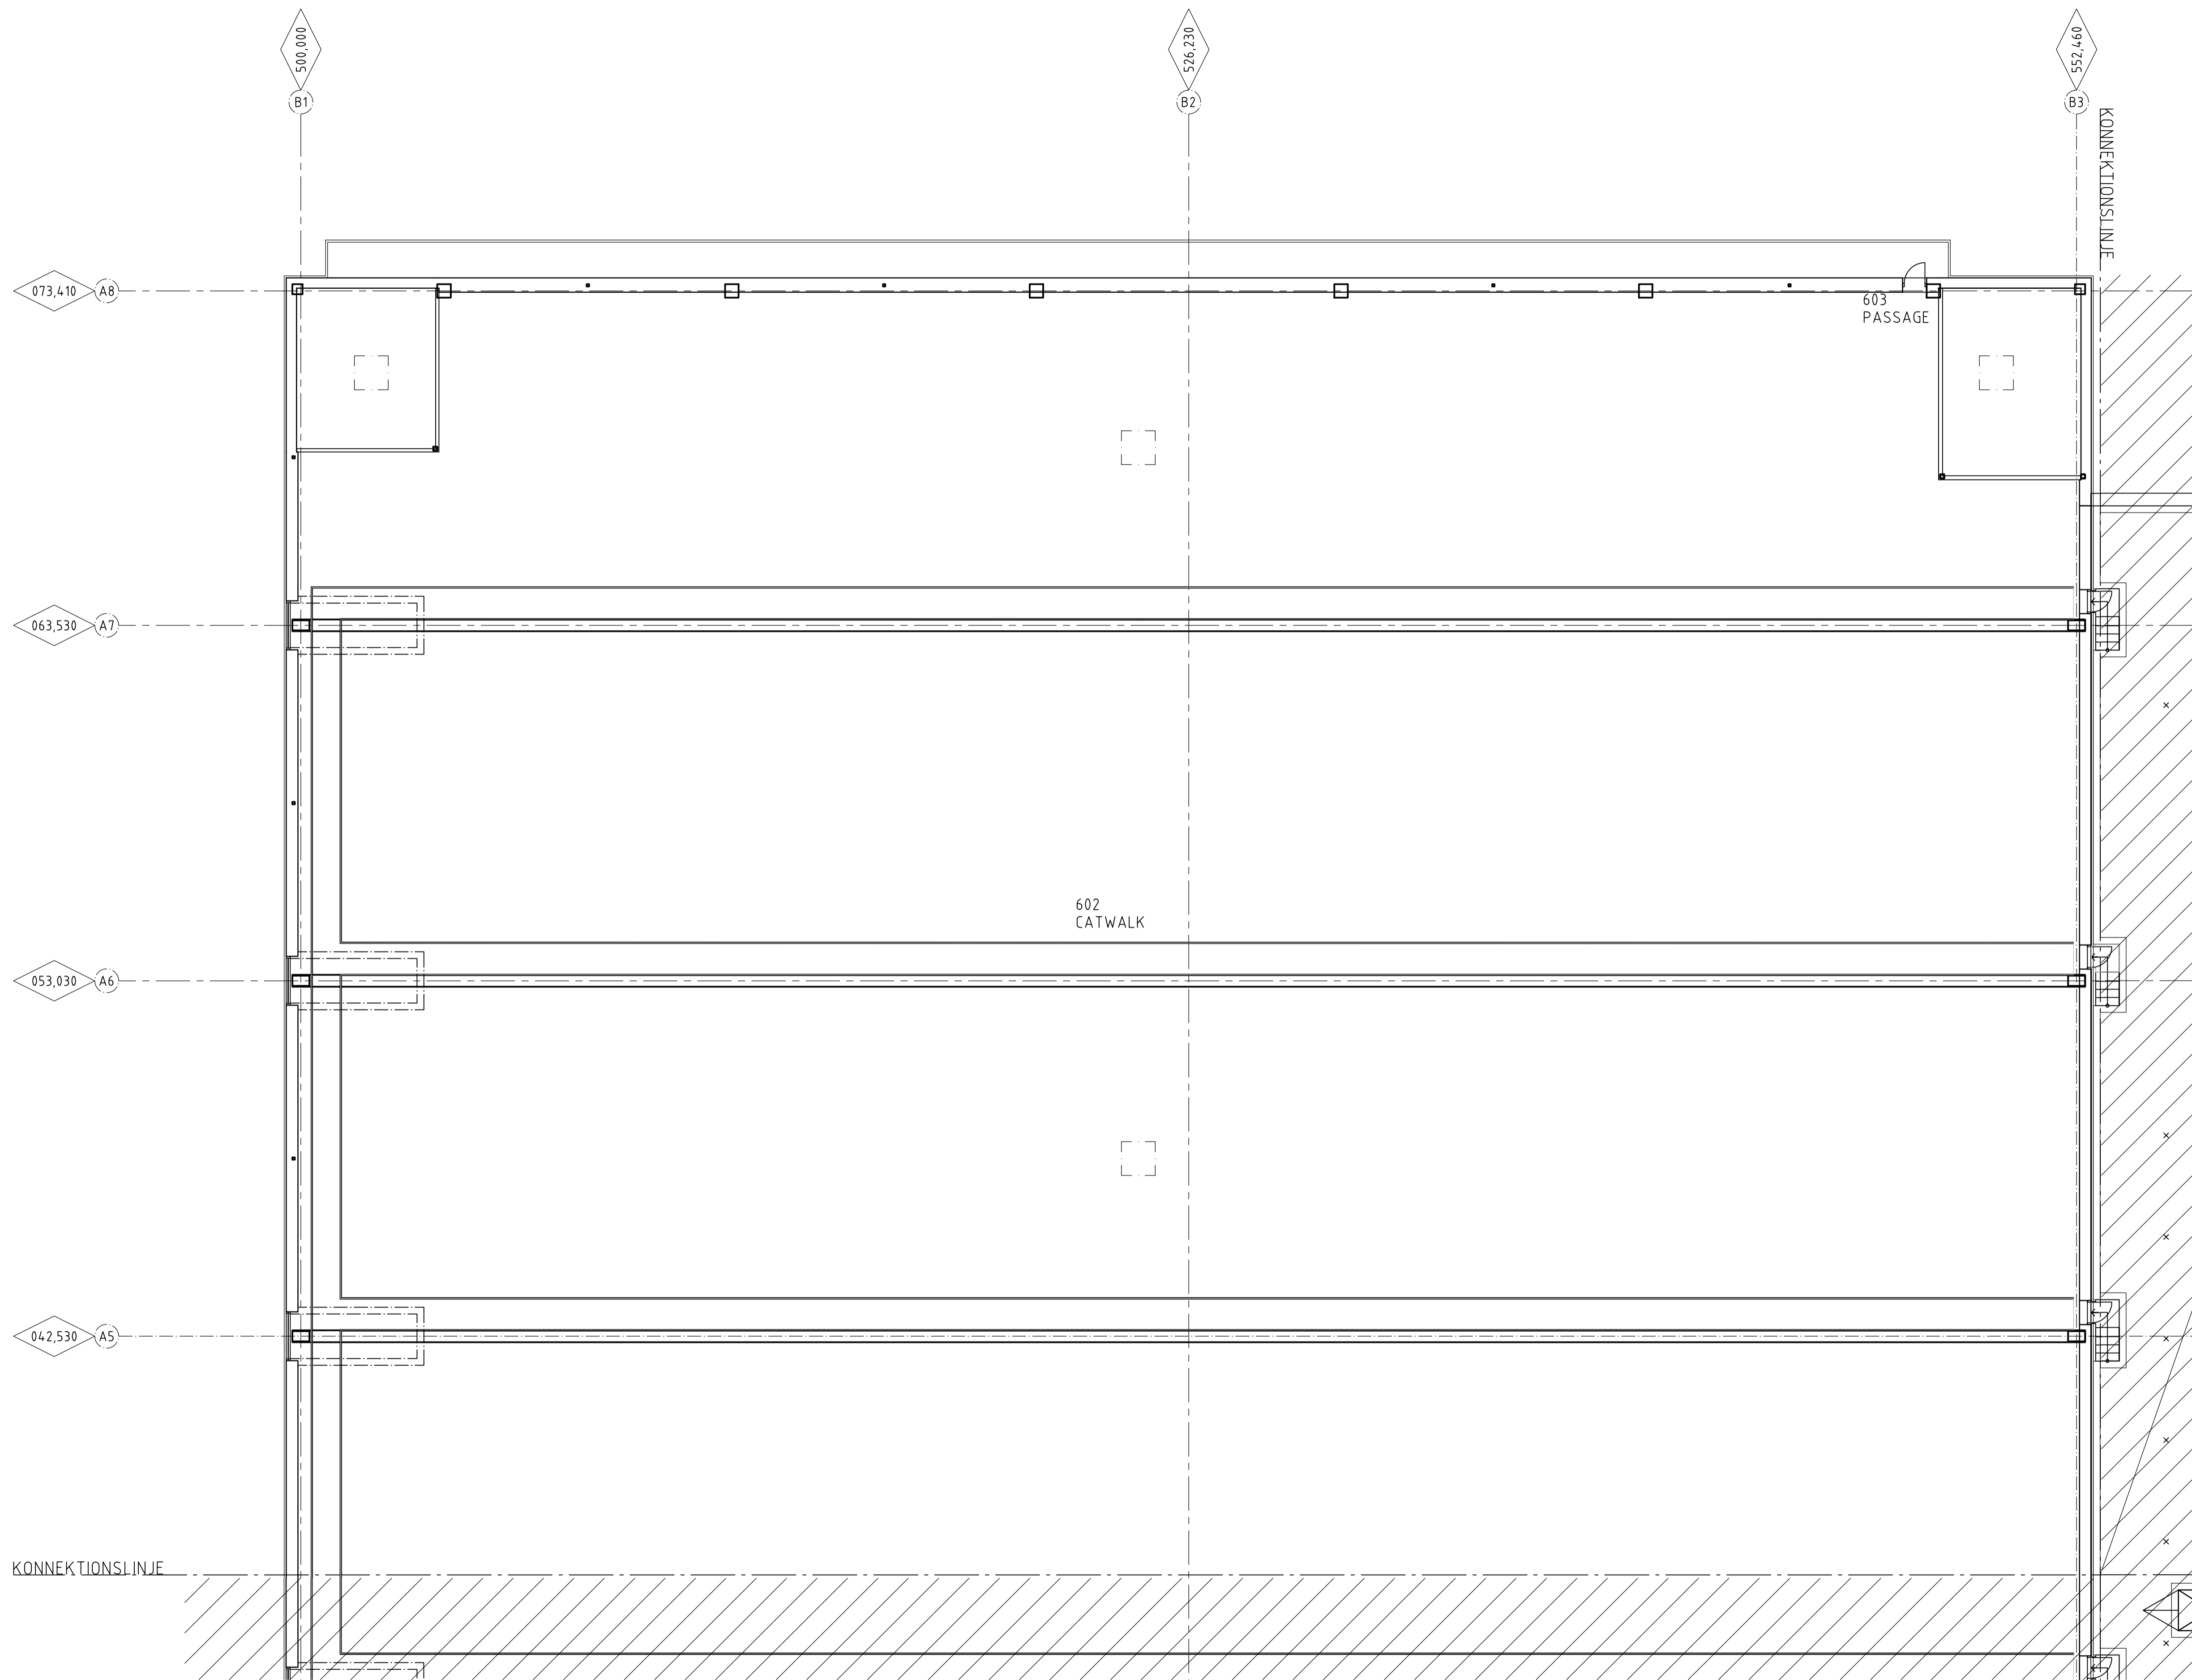 500,000
526,230
552,460
B1
B2
B3
KONNEKTIONSLINJE
073,410
A8
603
PASSAGE
063,530
A7
602
CATWALK
053,030
A6
042,530
A5
KONNEKTIONSLINJE